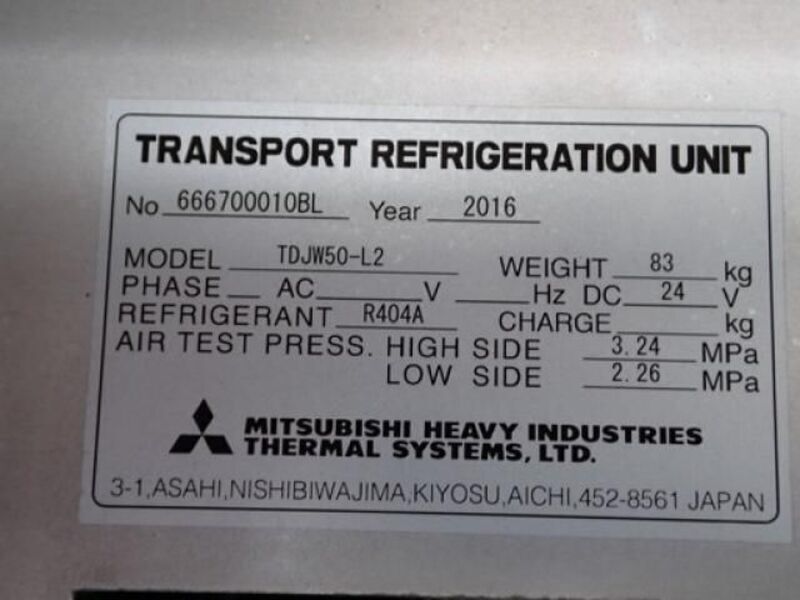 TRANSPORT REFRIGERATION UNIT
No 666700010BL Year 2016
MODEL TDJW50-L2 WEIGHT 83 kg
PHASE AC V Hz DC 24 V
REFRIGERANT R404A CHARGE kg
AIR TEST PRESS. HIGH SIDE 3.24 MPa
LOW SIDE 2.26 MPa
MITSUBISHI HEAVY INDUSTRIES
THERMAL SYSTEMS, LTD.
3-1,ASAHI,NISHIBIWAJIMA,KIYOSU,AICHI,452-8561 JAPAN